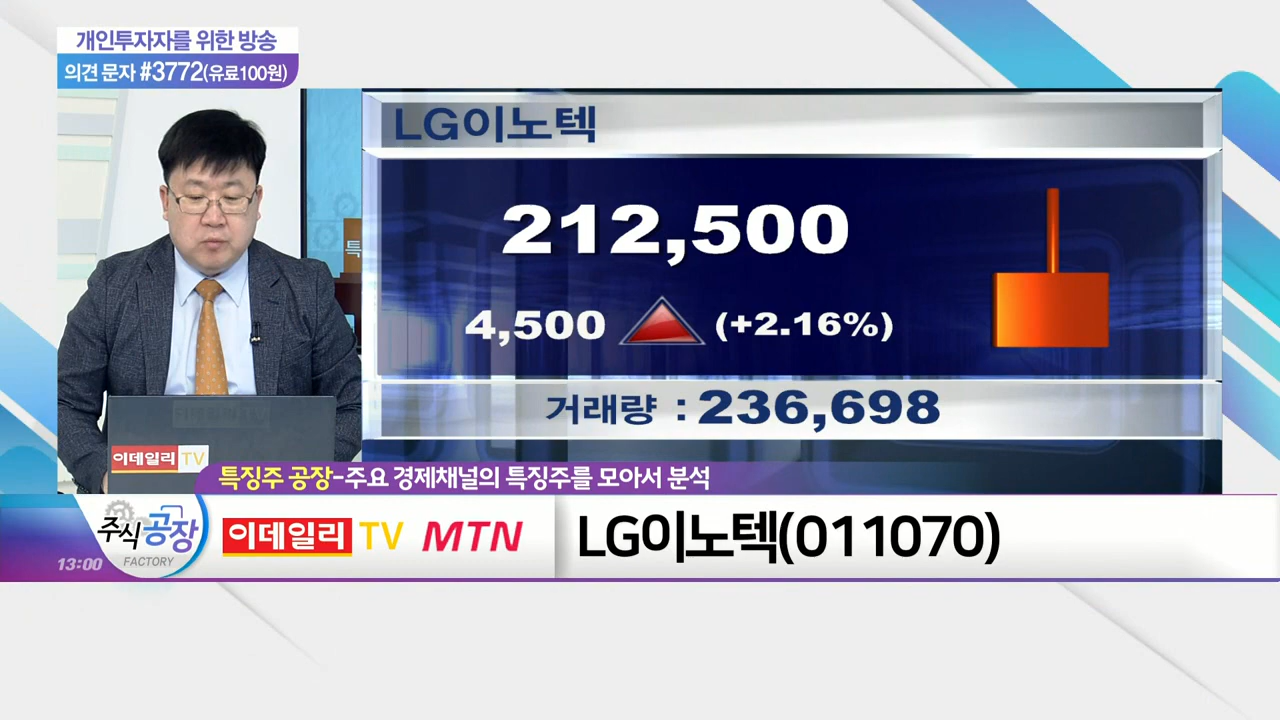 개인투자자를 위한 방송
의견 문자 #3772(유료100원)
LG이노텍
특
212,500
4,500 (+2.16%)
거래량 : 236,698
이데일리 TV
특징주 공장-주요 경제채널의 특징주를 모아서 분석
주식공장
FACTORY
13:00
이데일리 TV MTN
LG이노텍(011070)